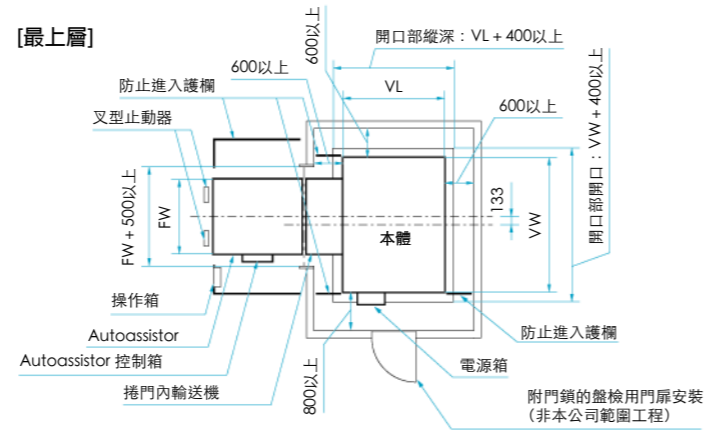 [最上層]
600以上
開口部縱深：VL + 400以上
600以上
防止進入護欄
VL
叉型止動器
600以上
開口部開口：VW + 400以上
FW + 500以上
FW
133
VW
本體
操作箱
Autoassistor
Autoassistor 控制箱
捲門內輸送機
800以上
電源箱
防止進入護欄
附門鎖的盤檢用門扉安裝
（非本公司範圍工程）